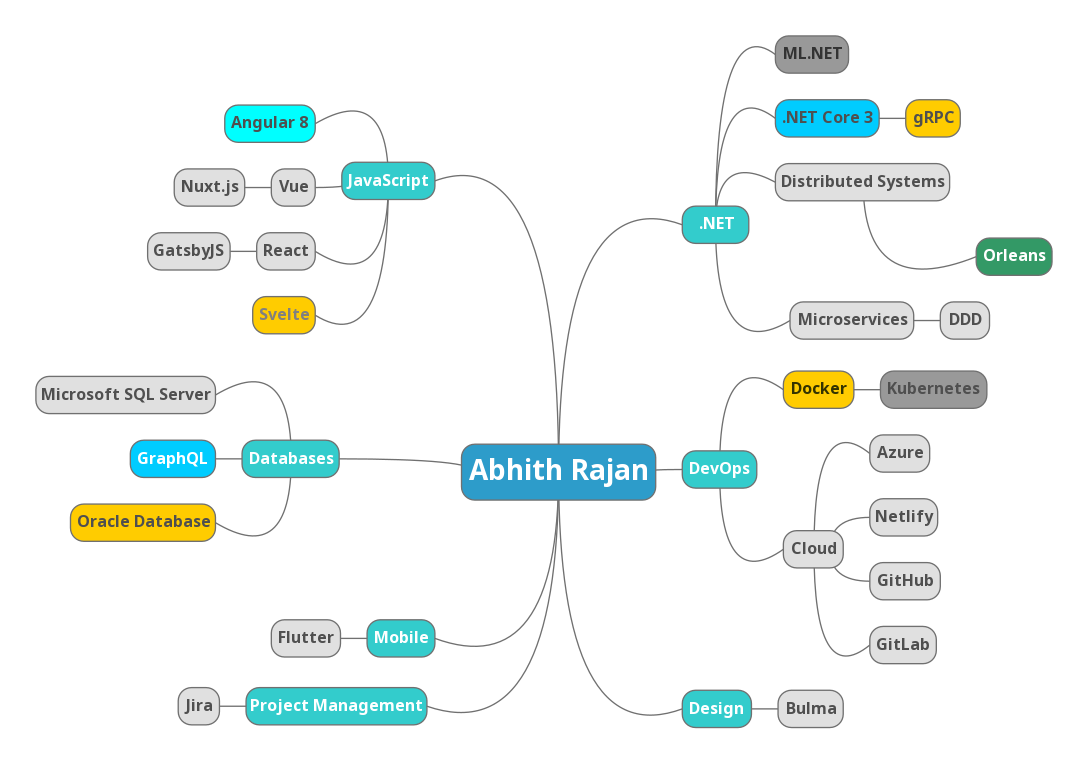 Abhith Rajan
JavaScript
Angular 8
Vue
Nuxt.js
React
GatsbyJS
Svelte
Databases
Microsoft SQL Server
GraphQL
Oracle Database
Mobile
Flutter
Project Management
Jira
.NET
ML.NET
.NET Core 3
gRPC
Distributed Systems
Orleans
Microservices
DDD
DevOps
Docker
Kubernetes
Cloud
Azure
Netlify
GitHub
GitLab
Design
Bulma